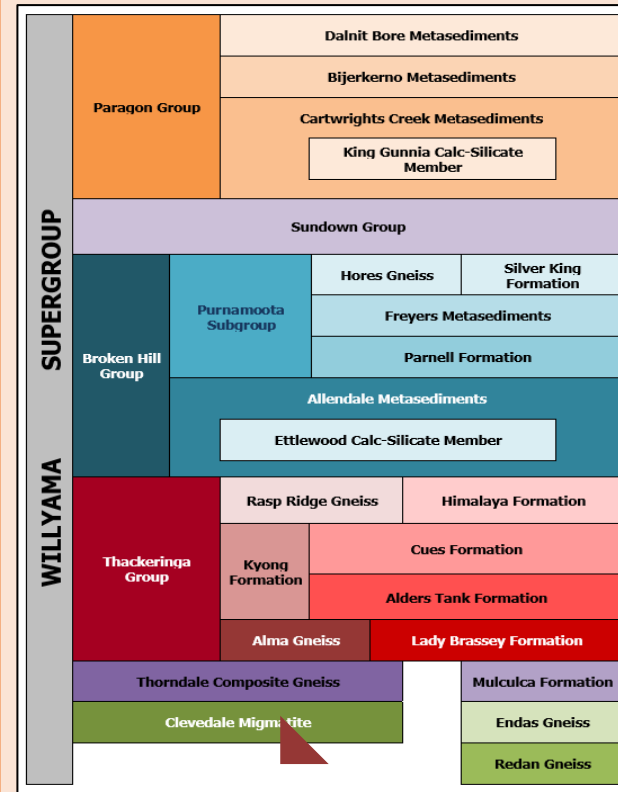 Dalnit Bore Metasediments
Bijerkerno Metasediments
Paragon Group
Cartwrights Creek Metasediments
King Gunnia Calc-Silicate
Member
Sundown Group
WILLYAMA SUPERGROUP
Broken Hill
Group
Purnamoota
Subgroup
Hores Gneiss
Silver King
Formation
Freyers Metasediments
Parnell Formation
Allendale Metasediments
Ettlewood Calc-Silicate Member
Thackeringa
Group
Rasp Ridge Gneiss
Himalaya Formation
Kyong
Formation
Cues Formation
Alders Tank Formation
Alma Gneiss
Lady Brassey Formation
Thorndale Composite Gneiss
Mulculca Formation
Clevedale Migmatite
Endas Gneiss
Redan Gneiss